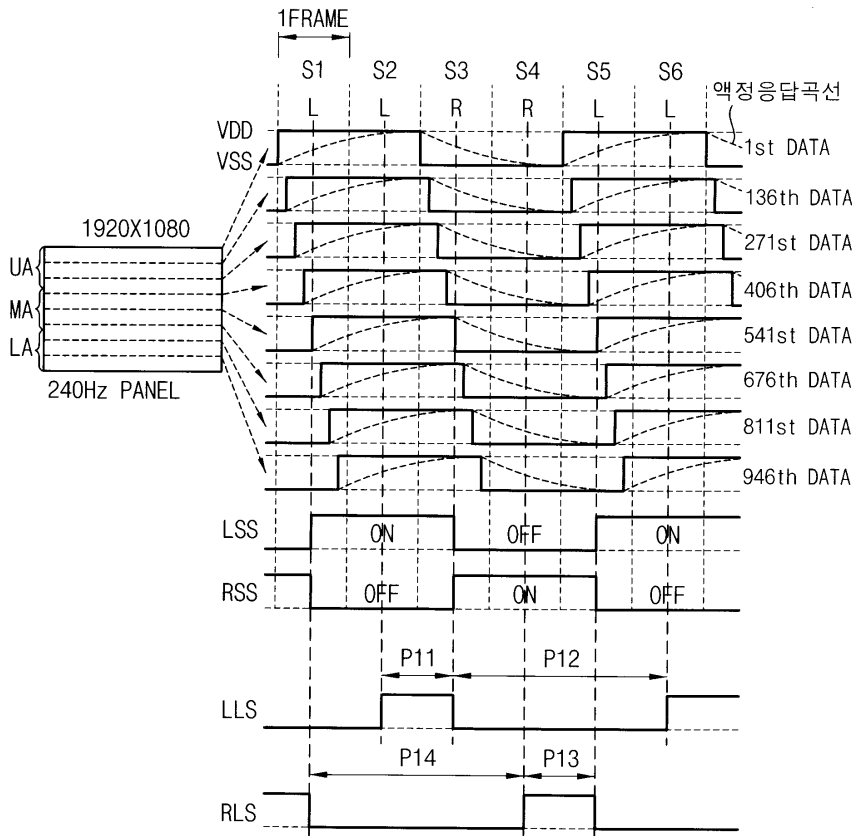 1FRAME
S1 S2 S3 S4 S5 S6
L L R R L L
액정응답곡선
VDD
VSS
1st DATA
136th DATA
1920X1080
271st DATA
UA
406th DATA
MA
541st DATA
LA
676th DATA
240Hz PANEL
811st DATA
946th DATA
LSS ON OFF ON
RSS OFF ON OFF
P11 P12
LLS
P14 P13
RLS